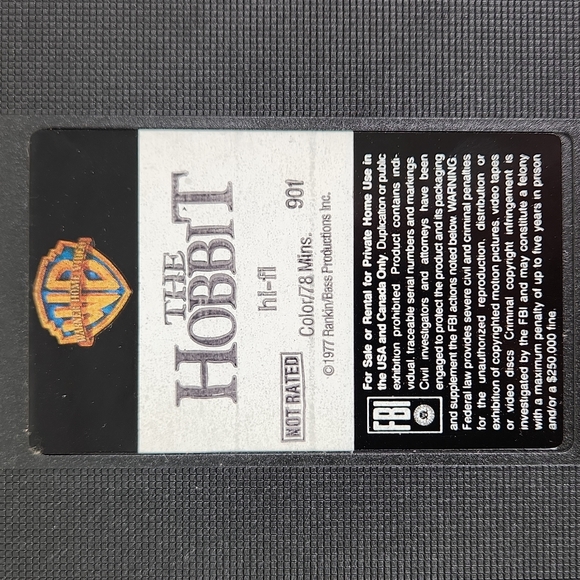 WB
WARNER HOME VIDEO
THE
HOBBIT
hi-fi
NOT RATED
Color/78 Mins.
901
©1977 Rankin/Bass Productions Inc.
FBI
For Sale or Rental for Private Home Use in
the USA and Canada Only. Duplication or public
exhibition prohibited Product contains indi-
vidual, traceable serial numbers and markings
Civil investigators and attorneys have been
engaged to protect the product and its packaging
and supplement the FBI actions noted below. WARNING.
Federal law provides severe civil and criminal penalties
for the unauthorized reproduction, distribution or
exhibition of copyrighted motion pictures, video tapes
or video discs Criminal copyright infringement is
investigated by the FBI and may constitute a felony
with a maximum penalty of up to five years in prison
and/or a $250,000 fine.